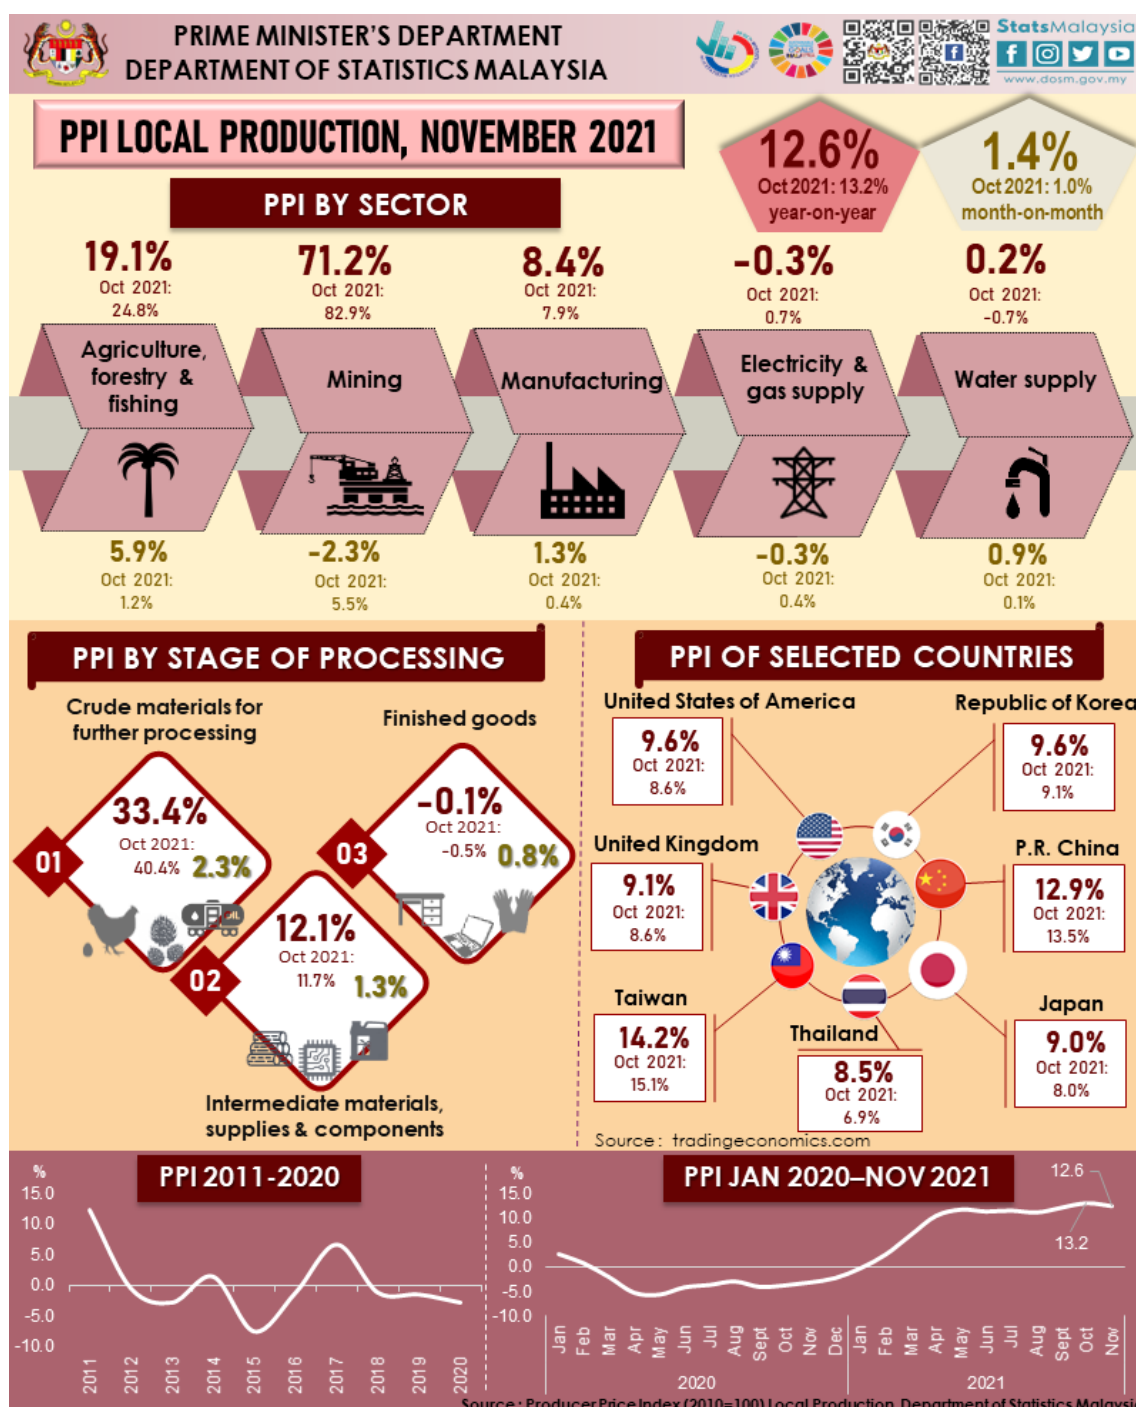 PRIME MINISTER'S DEPARTMENT
DEPARTMENT OF STATISTICS MALAYSIA
StatsMalaysia
www.dosm.gov.my
PPI LOCAL PRODUCTION, NOVEMBER 2021
12.6%
Oct 2021: 13.2%
year-on-year
1.4%
Oct 2021: 1.0%
month-on-month
PPI BY SECTOR
19.1%
Oct 2021:
24.8%
71.2%
Oct 2021:
82.9%
8.4%
Oct 2021:
7.9%
-0.3%
Oct 2021:
0.7%
0.2%
Oct 2021:
-0.7%
Agriculture,
forestry &
fishing
Mining
Manufacturing
Electricity &
gas supply
Water supply
5.9%
Oct 2021:
1.2%
-2.3%
Oct 2021:
5.5%
1.3%
Oct 2021:
0.4%
-0.3%
Oct 2021:
0.4%
0.9%
Oct 2021:
0.1%
PPI BY STAGE OF PROCESSING
Crude materials for
further processing
01
33.4%
Oct 2021:
40.4%
2.3%
OIL
Finished goods
03
-0.1%
Oct 2021:
-0.5%
0.8%
02
12.1%
Oct 2021:
11.7%
1.3%
Intermediate materials,
supplies & components
PPI OF SELECTED COUNTRIES
United States of America
9.6%
Oct 2021:
8.6%
Republic of Korea
9.6%
Oct 2021:
9.1%
United Kingdom
9.1%
Oct 2021:
8.6%
P.R. China
12.9%
Oct 2021:
13.5%
Taiwan
14.2%
Oct 2021:
15.1%
Thailand
8.5%
Oct 2021:
6.9%
Japan
9.0%
Oct 2021:
8.0%
Source : tradingeconomics.com
PPI 2011-2020
%
15.0
10.0
5.0
0.0
-5.0
-10.0
2011 2012 2013 2014 2015 2016 2017 2018 2019 2020
PPI JAN 2020–NOV 2021
%
15.0
10.0
5.0
0.0
-5.0
-10.0
12.6
13.2
Jan Feb Mar Apr May Jun Jul Aug Sept Oct Nov Dec Jan Feb Mar Apr May Jun Jul Aug Sept Oct Nov
2020 2021
Source : Producer Price Index (2010=100) Local Production, Department of Statistics Malaysia